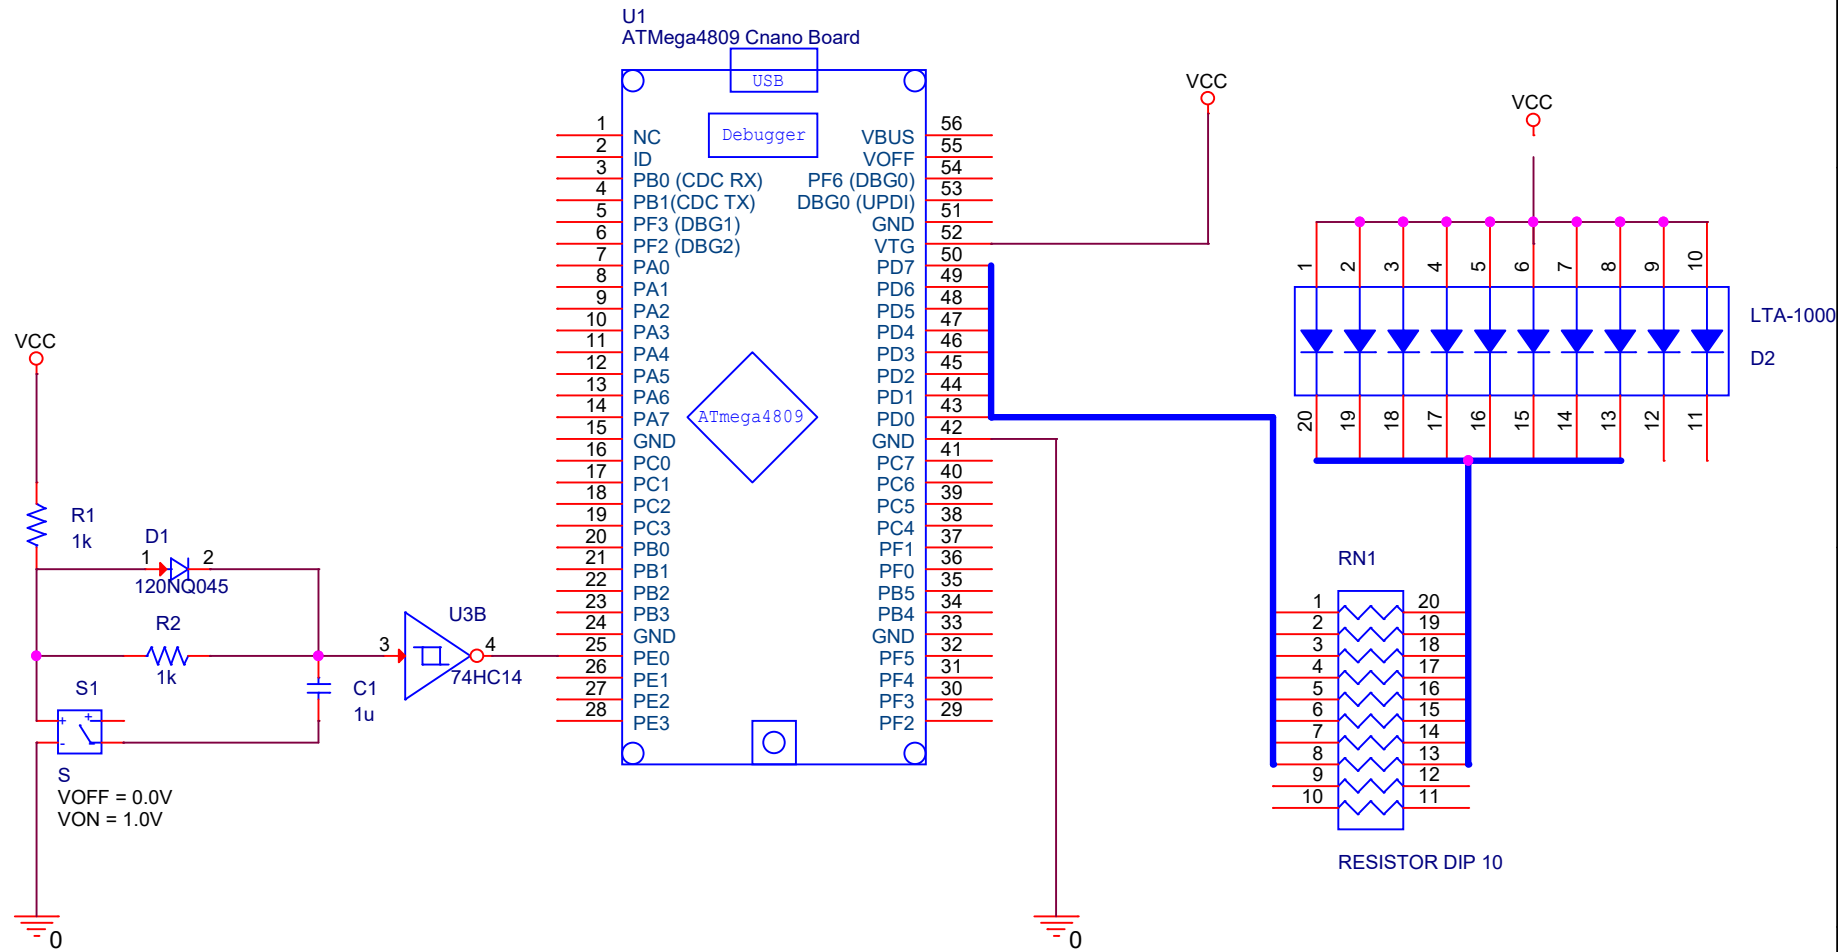 U1
ATMega4809 Cnano Board
USB
Debugger
ATmega4809
1 NC
2 ID
3 PB0 (CDC RX)
4 PB1(CDC TX)
5 PF3 (DBG1)
6 PF2 (DBG2)
7 PA0
8 PA1
9 PA2
10 PA3
11 PA4
12 PA5
13 PA6
14 PA7
15 GND
16 PC0
17 PC1
18 PC2
19 PC3
20 PB0
21 PB1
22 PB2
23 PB3
24 GND
25 PE0
26 PE1
27 PE2
28 PE3
VBUS 56
VOFF 55
PF6 (DBG0) 54
DBG0 (UPDI) 53
GND 51
VTG 52
PD7 50
PD6 49
PD5 48
PD4 47
PD3 46
PD2 45
PD1 44
PD0 43
GND 42
PC7 41
PC6 40
PC5 39
PC4 38
PF1 37
PF0 36
PB5 35
PB4 34
GND 33
PF5 32
PF4 31
PF3 30
PF2 29
VCC
R1
1k
D1
1 2
120NQ045
R2
1k
S1
+ +
-
S
VOFF = 0.0V
VON = 1.0V
0
C1
1u
U3B
3 4
74HC14
VCC
0
VCC
1 2 3 4 5 6 7 8 9 10
LTA-1000
D2
20 19 18 17 16 15 14 13 12 11
RN1
1 20
2 19
3 18
4 17
5 16
6 15
7 14
8 13
9 12
10 11
RESISTOR DIP 10